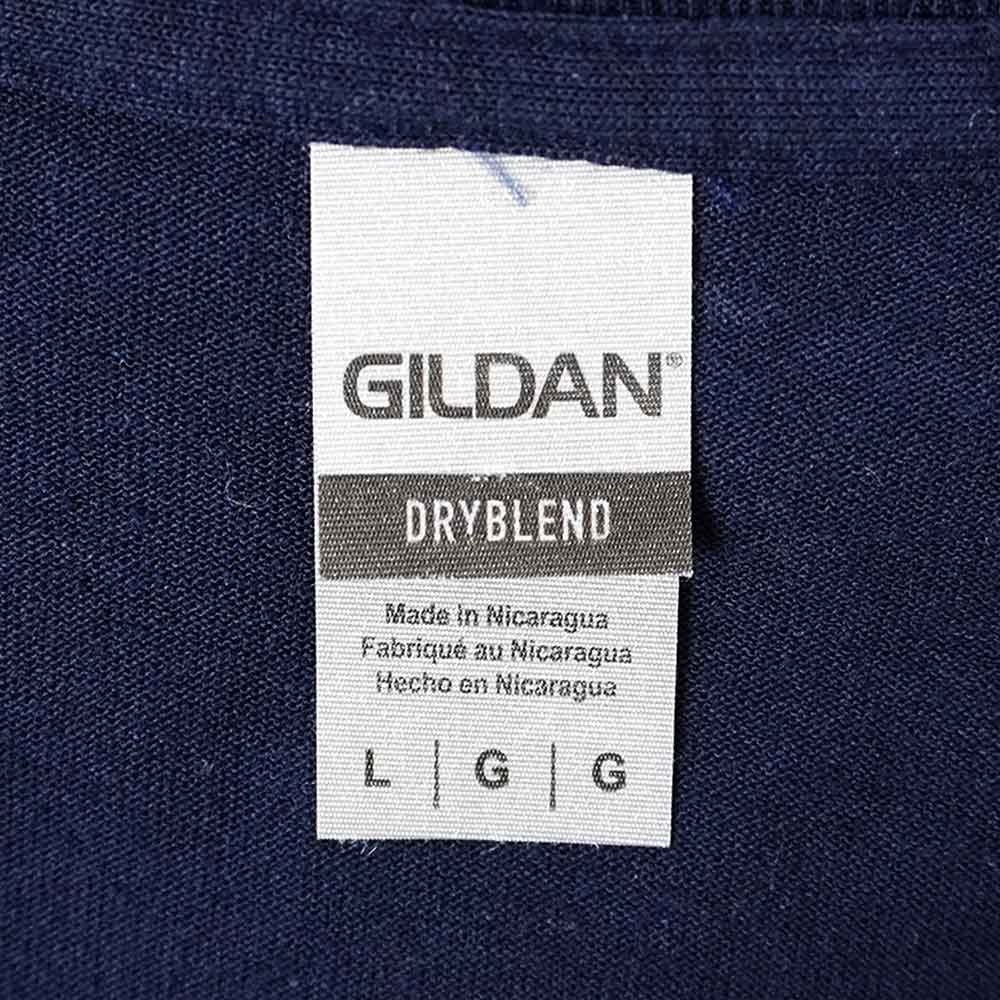 GILDAN®
DRYBLEND
Made in Nicaragua
Fabriqué au Nicaragua
Hecho en Nicaragua
L | G | G